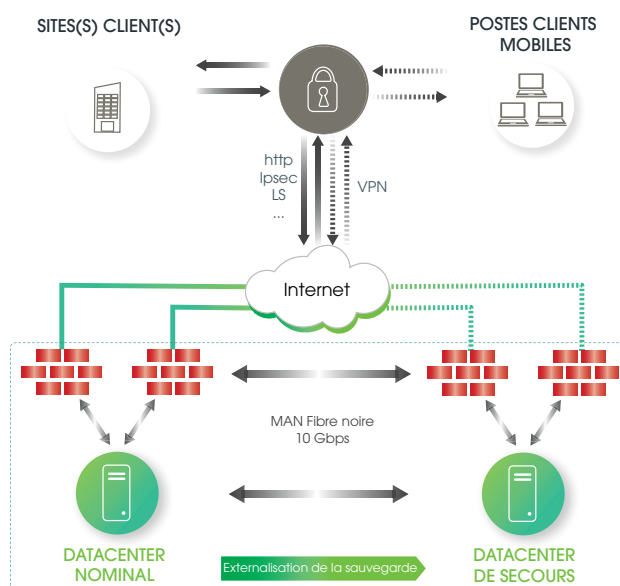 SITES(S) CLIENT(S)
POSTES CLIENTS
MOBILES
http
Ipsec
LS
...
VPN
Internet
MAN Fibre noire
10 Gbps
DATACENTER
NOMINAL
Externalisation de la sauvegarde
DATACENTER
DE SECOURS